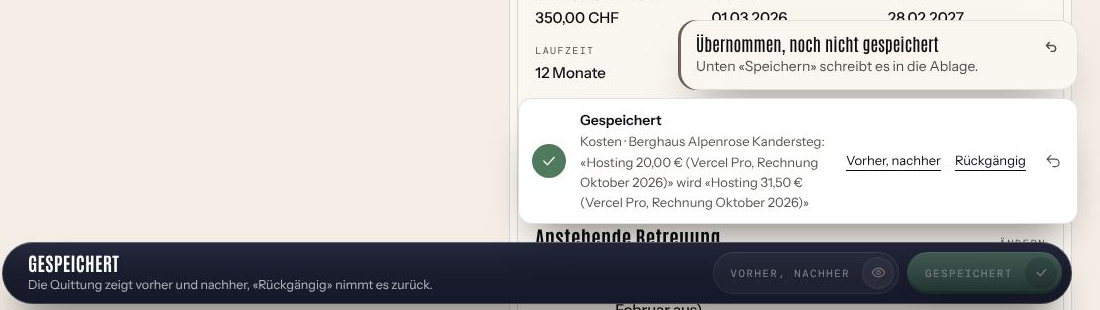 350,00 CHF
01.03.2026
28.02.2027
Übernommen, noch nicht gespeichert
Unten «Speichern» schreibt es in die Ablage.
LAUFZEIT
12 Monate
Gespeichert
Kosten · Berghaus Alpenrose Kandersteg:
«Hosting 20,00 € (Vercel Pro, Rechnung
Oktober 2026)» wird «Hosting 31,50 €
(Vercel Pro, Rechnung Oktober 2026)»
Vorher, nachher
Rückgängig
Anstehende Betreuung
ÄNDERN
GESPEICHERT
Die Quittung zeigt vorher und nachher, «Rückgängig» nimmt es zurück.
VORHER, NACHHER
GESPEICHERT
Februar aus)